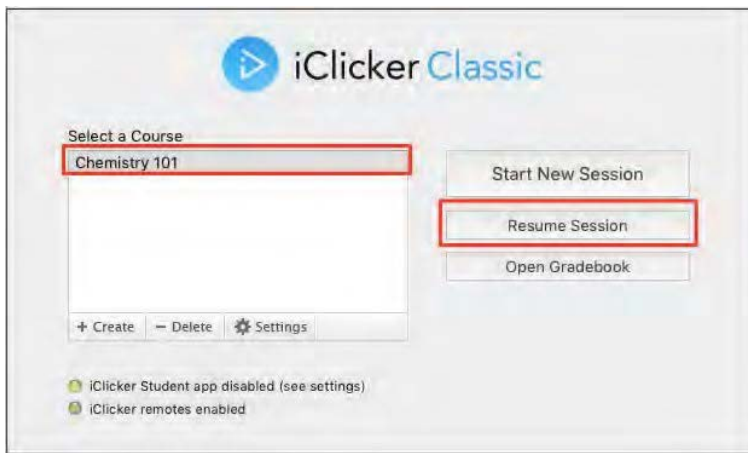 iClicker Classic
Select a Course
Chemistry 101
Start New Session
Resume Session
Open Gradebook
+ Create
− Delete
Settings
iClicker Student app disabled (see settings)
iClicker remotes enabled